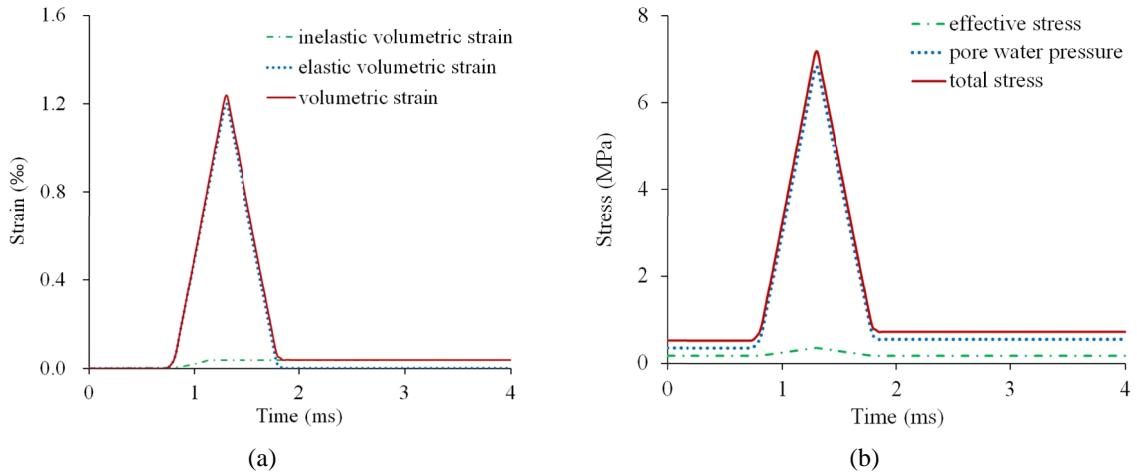 (a)
inelastic volumetric strain
elastic volumetric strain
volumetric strain
Strain (‰)
1.6
1.2
0.8
0.4
0.0
0 1 2 3 4
Time (ms)
(a)
(b)
effective stress
pore water pressure
total stress
Stress (MPa)
8
6
4
2
0
0 1 2 3 4
Time (ms)
(b)